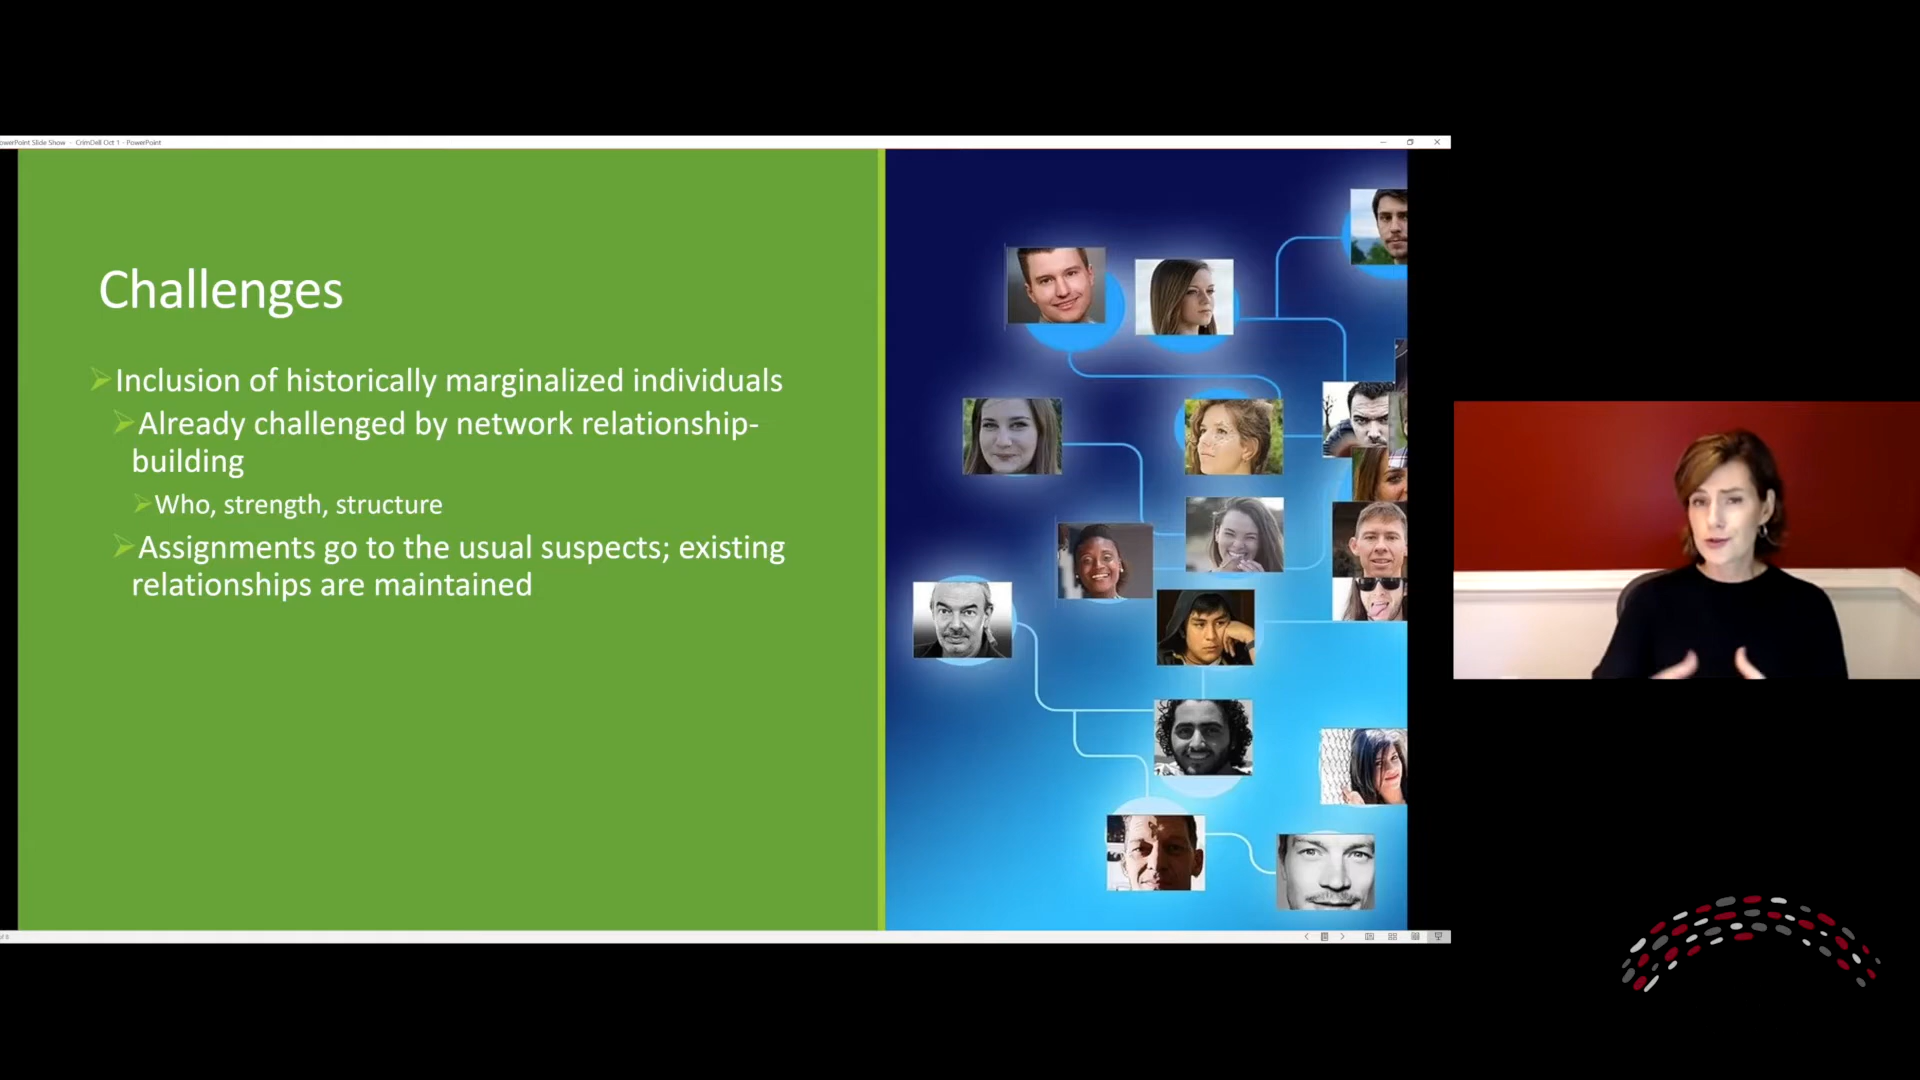 PowerPoint Slide Show - CrimDell Oct 1 - PowerPoint
Challenges
Inclusion of historically marginalized individuals
Already challenged by network relationship-
building
Who, strength, structure
Assignments go to the usual suspects; existing
relationships are maintained